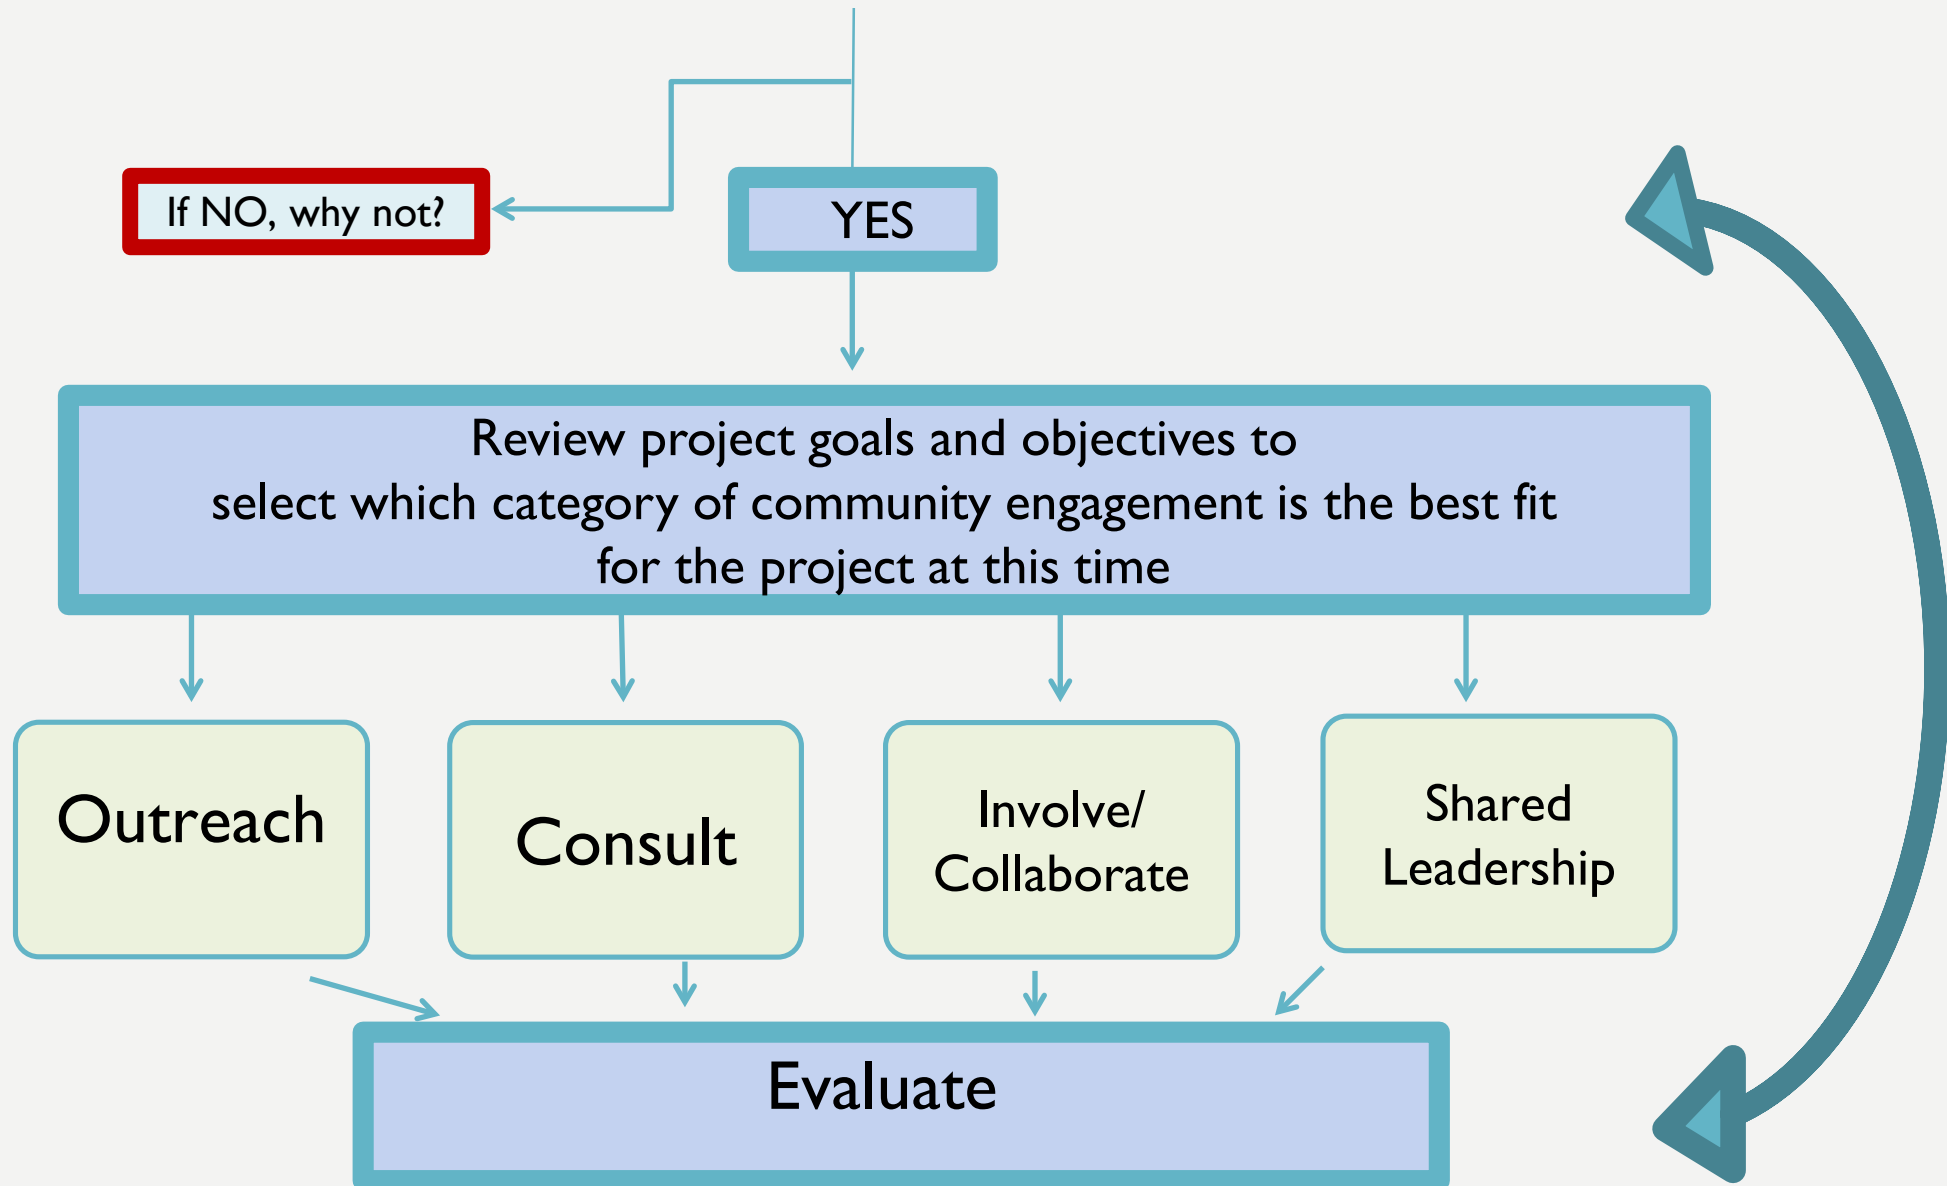 If NO, why not?
YES
Review project goals and objectives to
select which category of community engagement is the best fit
for the project at this time
Outreach
Consult
Involve/
Collaborate
Shared
Leadership
Evaluate